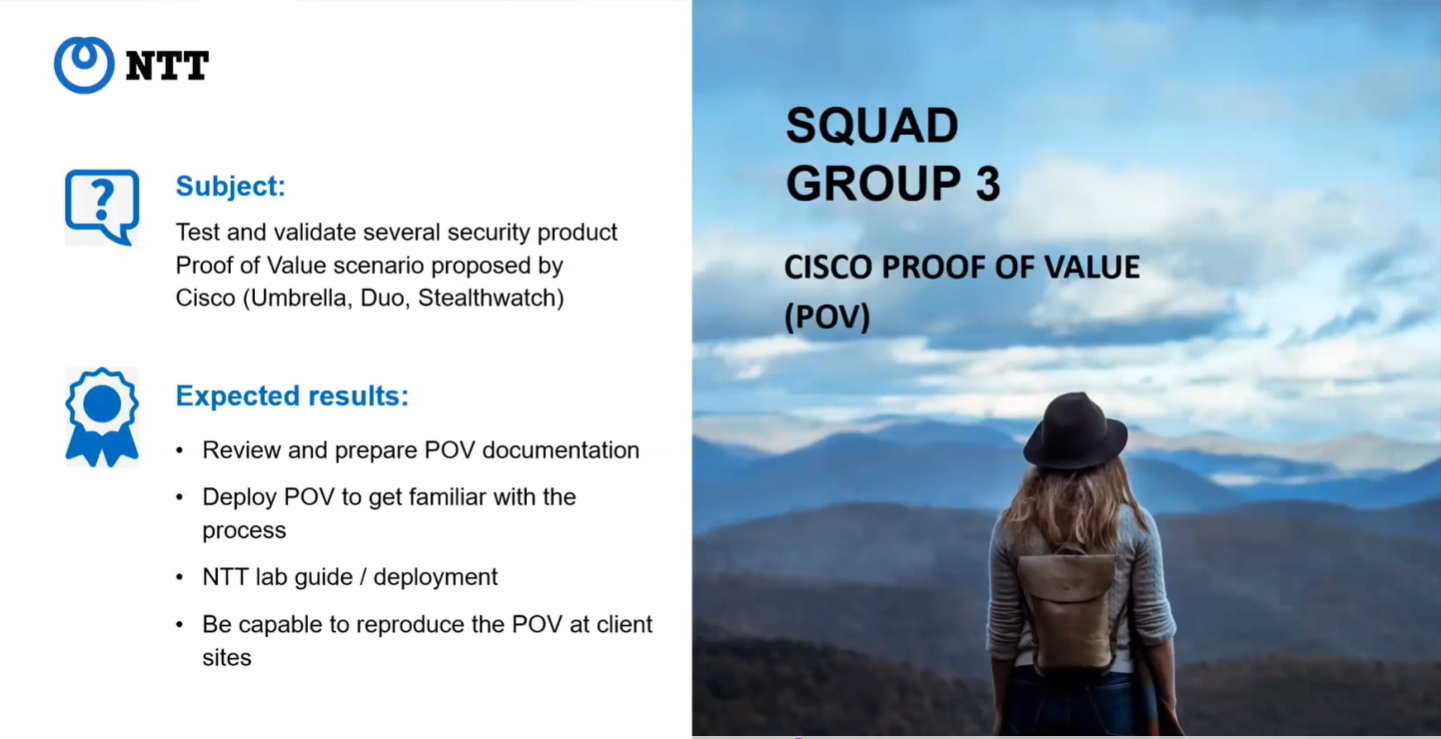 NTT
Subject:
Test and validate several security product
Proof of Value scenario proposed by
Cisco (Umbrella, Duo, Stealthwatch)
Expected results:
• Review and prepare POV documentation
• Deploy POV to get familiar with the
process
• NTT lab guide / deployment
• Be capable to reproduce the POV at client
sites
SQUAD
GROUP 3
CISCO PROOF OF VALUE
(POV)